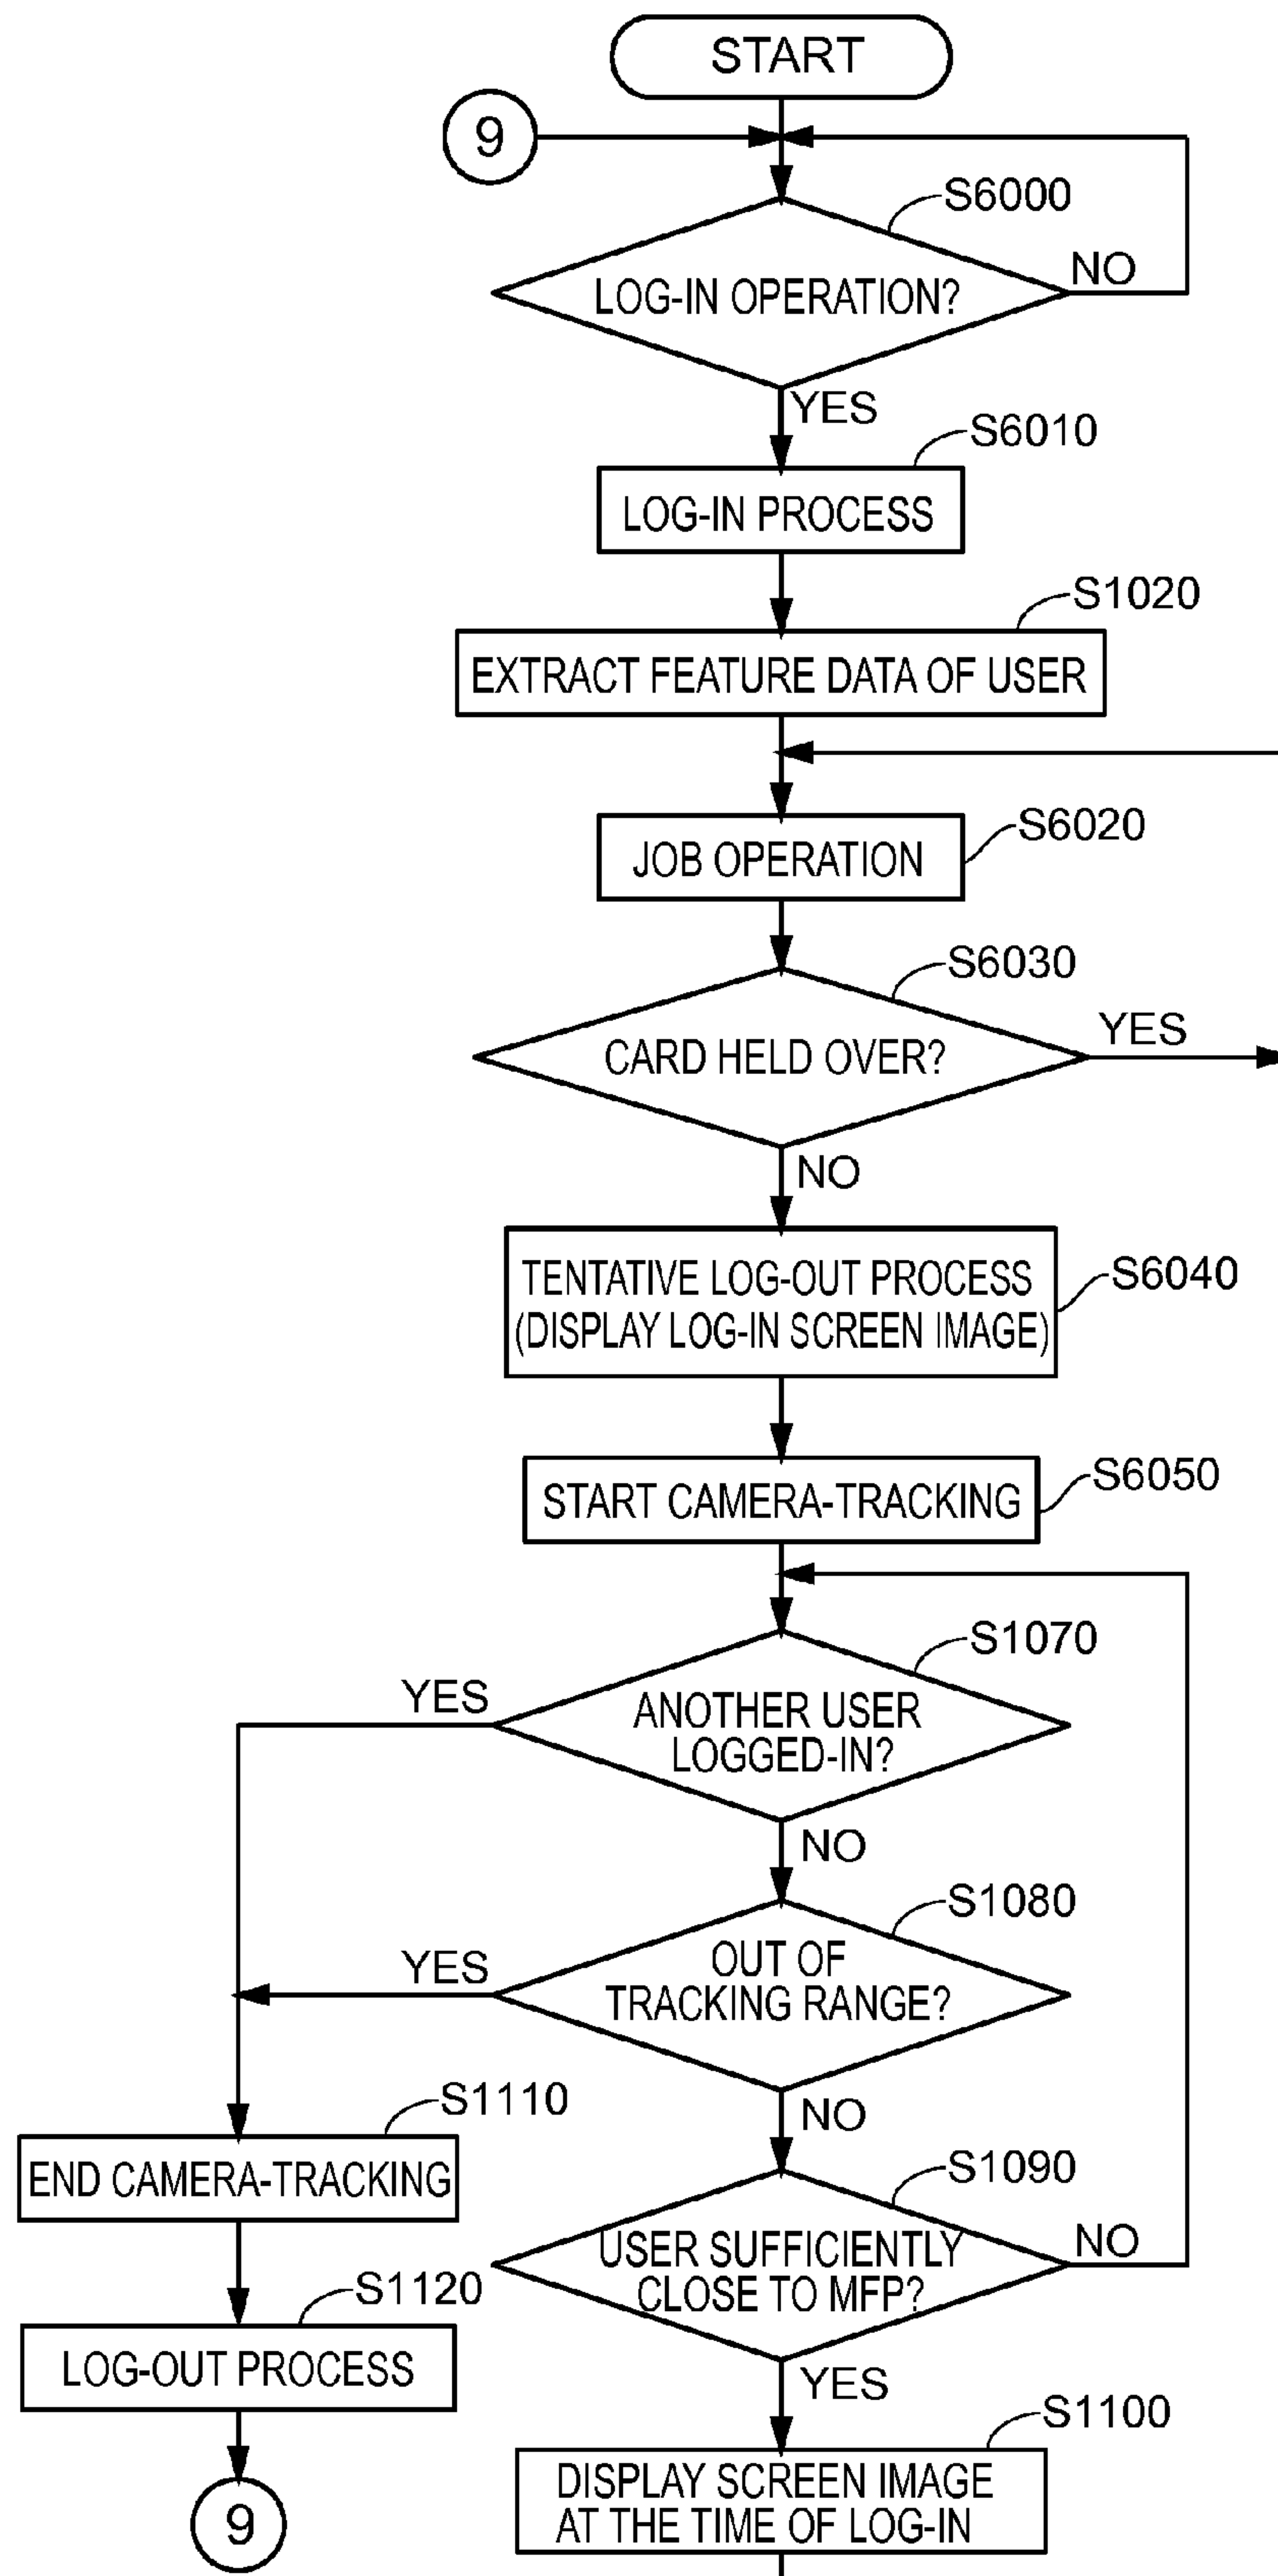 START
9
S6000
LOG-IN OPERATION?
NO
YES
S6010
LOG-IN PROCESS
S1020
EXTRACT FEATURE DATA OF USER
S6020
JOB OPERATION
S6030
CARD HELD OVER?
YES
NO
S6040
TENTATIVE LOG-OUT PROCESS
(DISPLAY LOG-IN SCREEN IMAGE)
S6050
START CAMERA-TRACKING
S1070
YES
ANOTHER USER
LOGGED-IN?
NO
S1080
YES
OUT OF
TRACKING RANGE?
NO
S1110
END CAMERA-TRACKING
S1090
USER SUFFICIENTLY
CLOSE TO MFP?
NO
S1120
LOG-OUT PROCESS
YES
S1100
DISPLAY SCREEN IMAGE
AT THE TIME OF LOG-IN
9